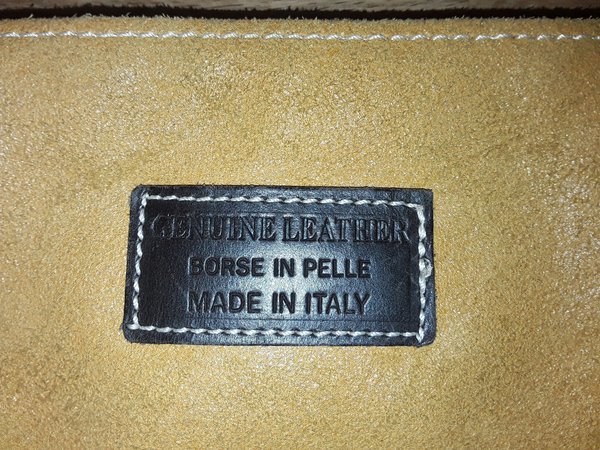 GENUINE LEATHER
BORSE IN PELLE
MADE IN ITALY